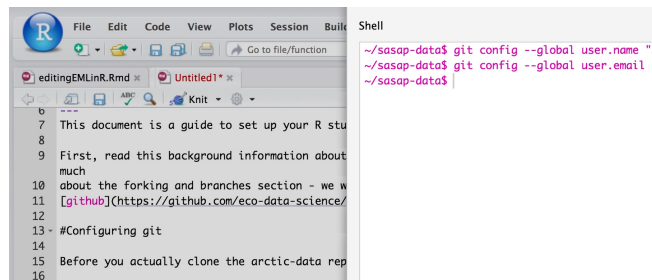 R File Edit Code View Plots Session Build
Go to file/function
editingEMLinR.Rmd × Untitled1* ×
ABC Knit
6 ---
7 This document is a guide to set up your R stu
8
9 First, read this background information about
much
10 about the forking and branches section - we w
11 [github](https://github.com/eco-data-science/
12
13 #Configuring git
14
15 Before you actually clone the arctic-data rep
16
Shell
~/sasap-data$ git config --global user.name "
~/sasap-data$ git config --global user.email
~/sasap-data$